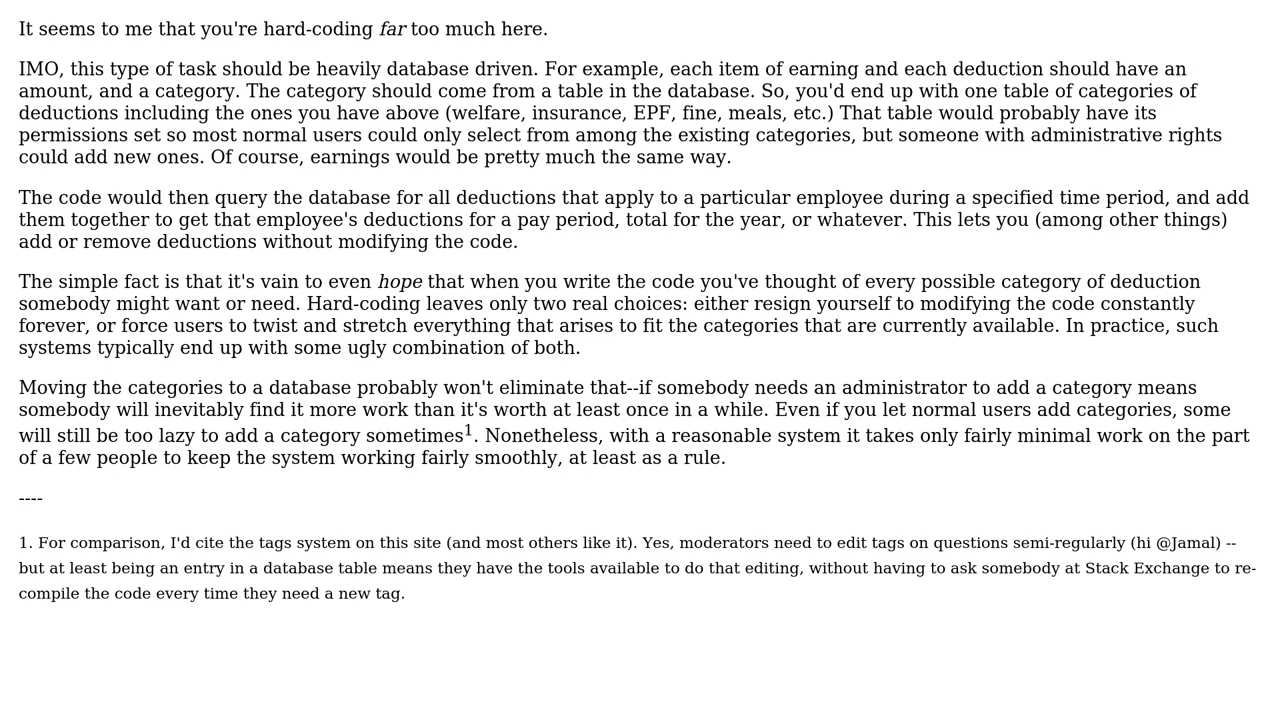 It seems to me that you're hard-coding far too much here.
IMO, this type of task should be heavily database driven. For example, each item of earning and each deduction should have an
amount, and a category. The category should come from a table in the database. So, you'd end up with one table of categories of
deductions including the ones you have above (welfare, insurance, EPF, fine, meals, etc.) That table would probably have its
permissions set so most normal users could only select from among the existing categories, but someone with administrative rights
could add new ones. Of course, earnings would be pretty much the same way.
The code would then query the database for all deductions that apply to a particular employee during a specified time period, and add
them together to get that employee's deductions for a pay period, total for the year, or whatever. This lets you (among other things)
add or remove deductions without modifying the code.
The simple fact is that it's vain to even hope that when you write the code you've thought of every possible category of deduction
somebody might want or need. Hard-coding leaves only two real choices: either resign yourself to modifying the code constantly
forever, or force users to twist and stretch everything that arises to fit the categories that are currently available. In practice, such
systems typically end up with some ugly combination of both.
Moving the categories to a database probably won't eliminate that--if somebody needs an administrator to add a category means
somebody will inevitably find it more work than it's worth at least once in a while. Even if you let normal users add categories, some
will still be too lazy to add a category sometimes1. Nonetheless, with a reasonable system it takes only fairly minimal work on the part
of a few people to keep the system working fairly smoothly, at least as a rule.
----
1. For comparison, I'd cite the tags system on this site (and most others like it). Yes, moderators need to edit tags on questions semi-regularly (hi @Jamal) --
but at least being an entry in a database table means they have the tools available to do that editing, without having to ask somebody at Stack Exchange to re-
compile the code every time they need a new tag.